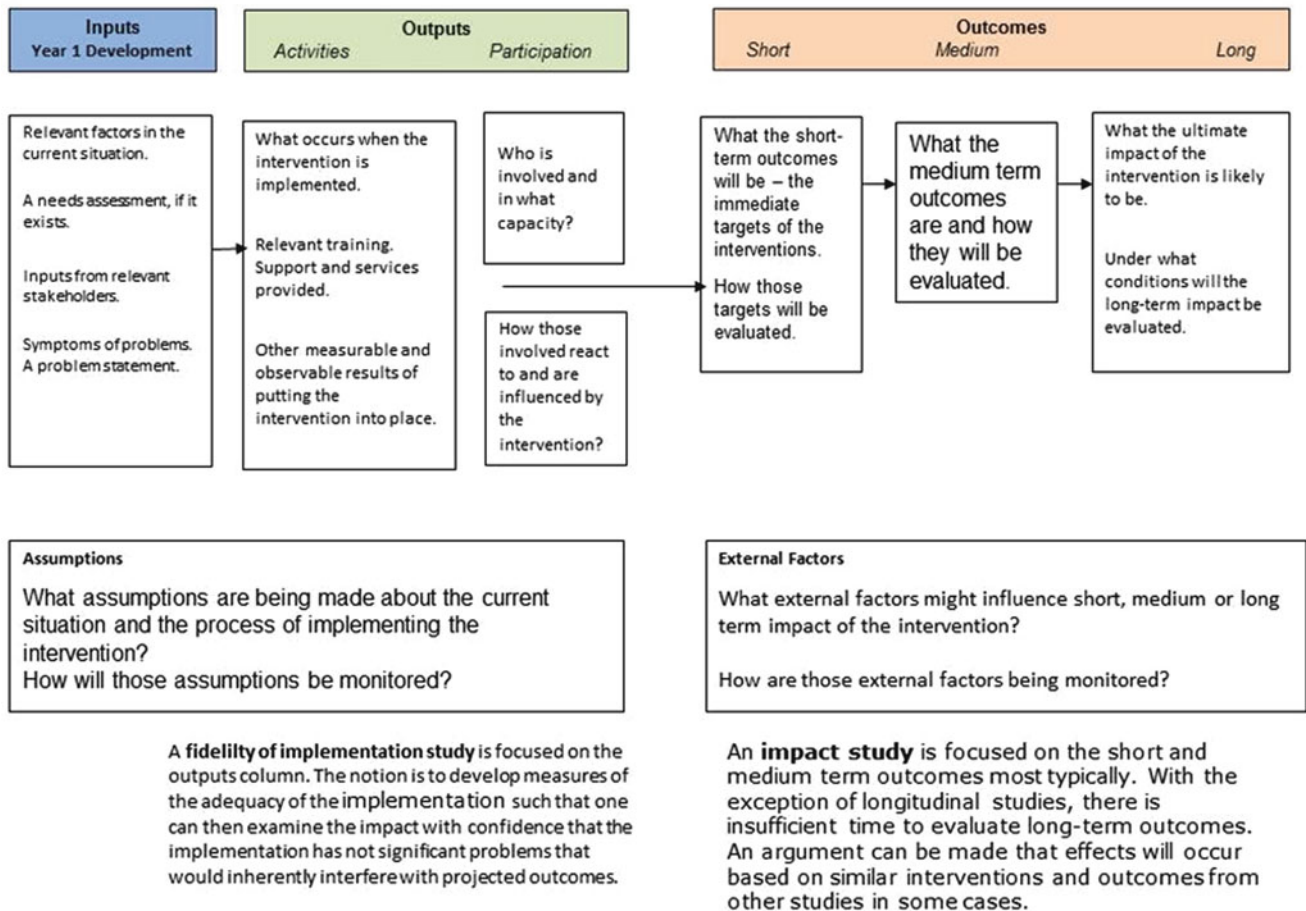 Inputs
Year 1 Development
Outputs
Activities
Participation
Outcomes
Short
Medium
Long
Relevant factors in the
current situation.
A needs assessment, if it
exists.
Inputs from relevant
stakeholders.
Symptoms of problems.
A problem statement.
What occurs when the
intervention is
implemented.
Relevant training.
Support and services
provided.
Other measurable and
observable results of
putting the
intervention into place.
Who is
involved and
in what
capacity?
How those
involved react
to and are
influenced by
the
intervention?
What the short-
term outcomes
will be – the
immediate
targets of the
interventions.
How those
targets will be
evaluated.
What the
medium term
outcomes
are and how
they will be
evaluated.
What the ultimate
impact of the
intervention is likely
to be.
Under what
conditions will the
long-term impact be
evaluated.
Assumptions
What assumptions are being made about the current
situation and the process of implementing the
intervention?
How will those assumptions be monitored?
External Factors
What external factors might influence short, medium or long
term impact of the intervention?
How are those external factors being monitored?
A fidelilty of implementation study is focused on the
outputs column. The notion is to develop measures of
the adequacy of the implementation such that one
can then examine the impact with confidence that the
implementation has not significant problems that
would inherently interfere with projected outcomes.
An impact study is focused on the short and
medium term outcomes most typically. With the
exception of longitudinal studies, there is
insufficient time to evaluate long-term outcomes.
An argument can be made that effects will occur
based on similar interventions and outcomes from
other studies in some cases.